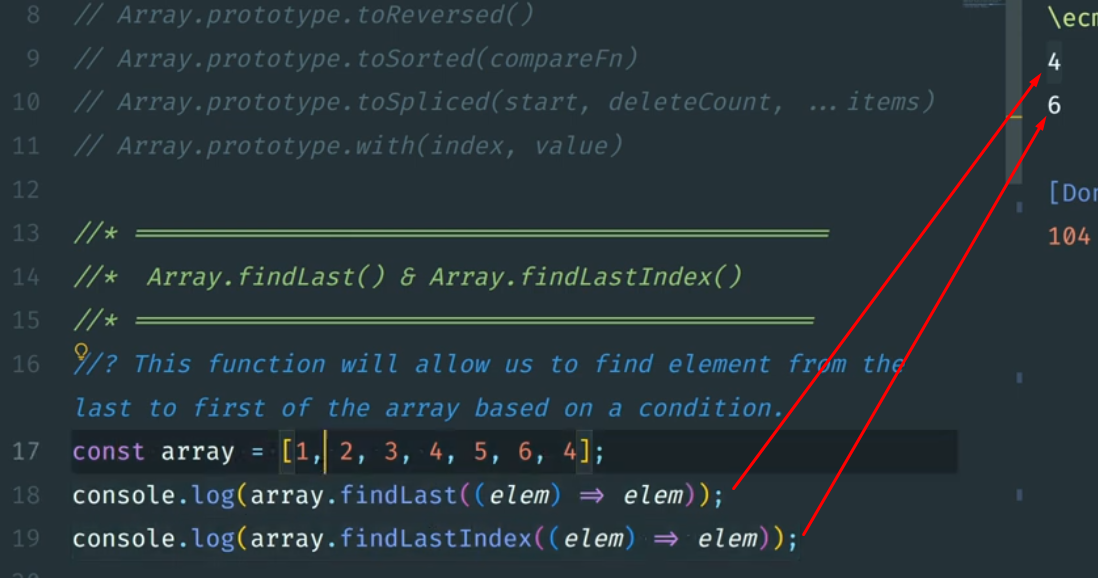 8 // Array.prototype.toReversed()
9 // Array.prototype.toSorted(compareFn)
10 // Array.prototype.toSpliced(start, deleteCount, ...items)
11 // Array.prototype.with(index, value)
12
13 //* ==============================================
14 //* Array.findLast() & Array.findLastIndex()
15 //* =============================================
16 //? This function will allow us to find element from the
last to first of the array based on a condition.
17 const array = [1, 2, 3, 4, 5, 6, 4];
18 console.log(array.findLast((elem) => elem));
19 console.log(array.findLastIndex((elem) => elem));
\ecm
4
6
[Don
104